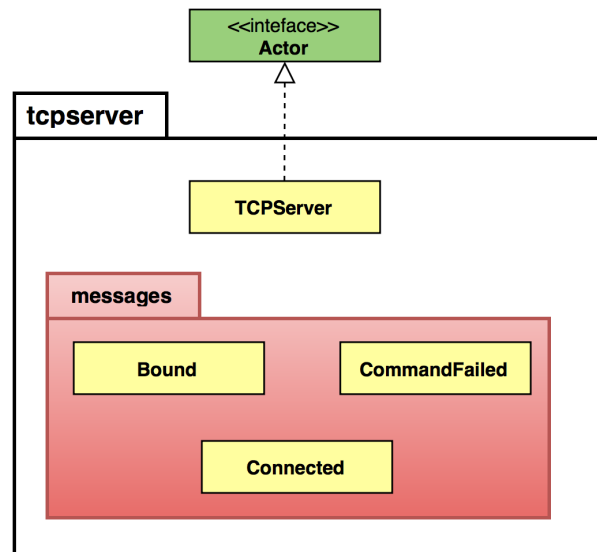 <<inteface>>
Actor
tcpserver
TCPServer
messages
Bound
CommandFailed
Connected